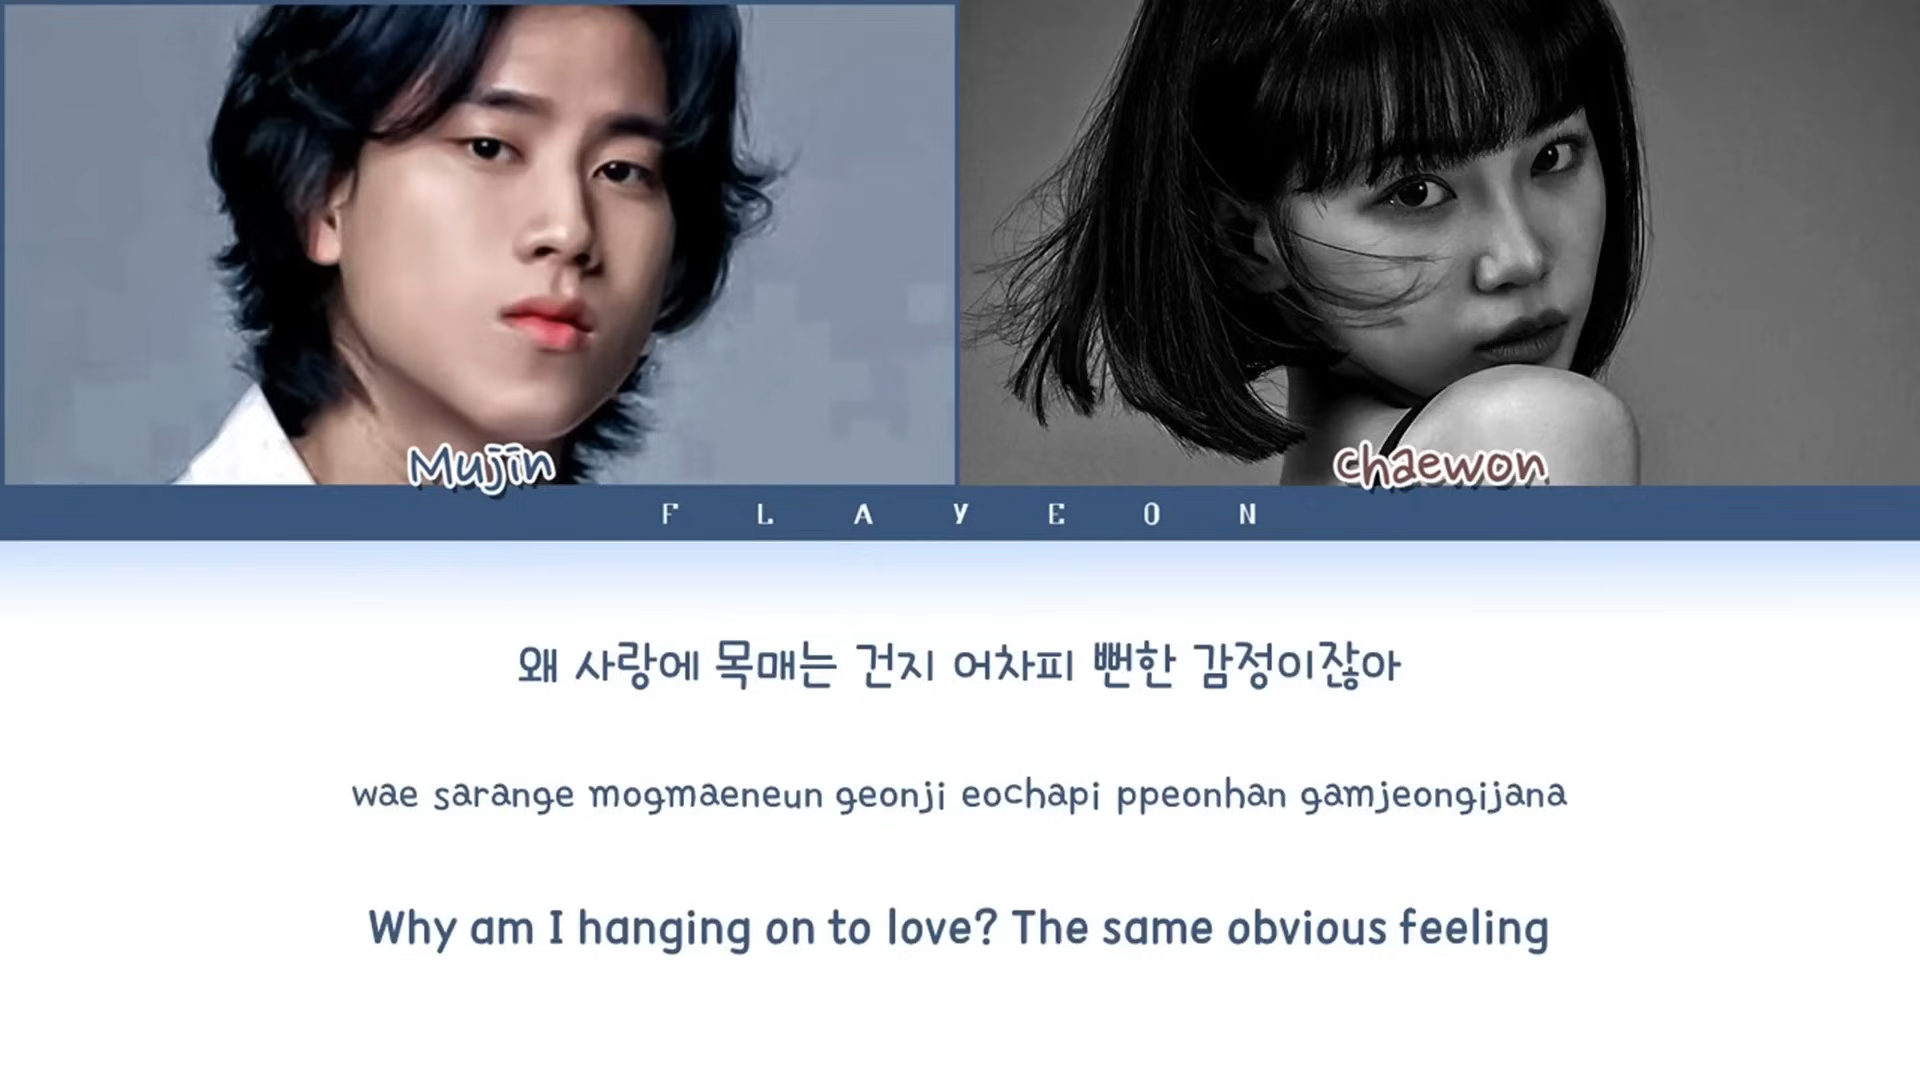 Mujin
chaewon
FLAYEON
왜 사랑에 목매는 건지 어차피 뻔한 감정이잖아
wae sarange mogmaeneun geonji eochapi ppeonhan gamjeongijana
Why am I hanging on to love? The same obvious feeling